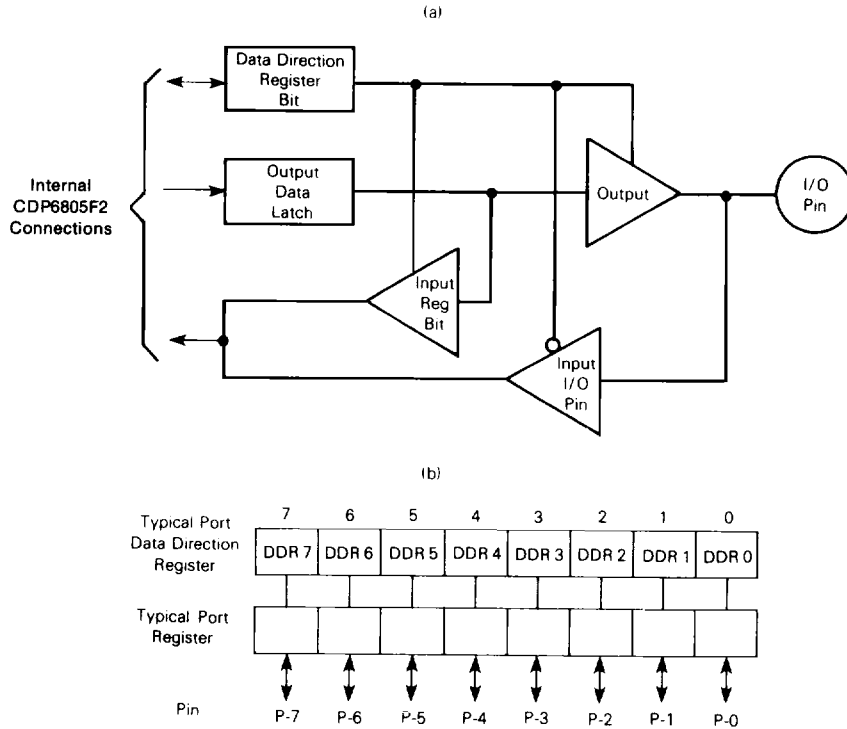 (a)
Data Direction
Register
Bit
Output
Data
Latch
Output
I/O
Pin
Internal
CDP6805F2
Connections
Input
Reg
Bit
Input
I/O
Pin
(b)
Typical Port
Data Direction
Register
7 6 5 4 3 2 1 0
DDR 7 DDR 6 DDR 5 DDR 4 DDR 3 DDR 2 DDR 1 DDR 0
Typical Port
Register
Pin P-7 P-6 P-5 P-4 P-3 P-2 P-1 P-0